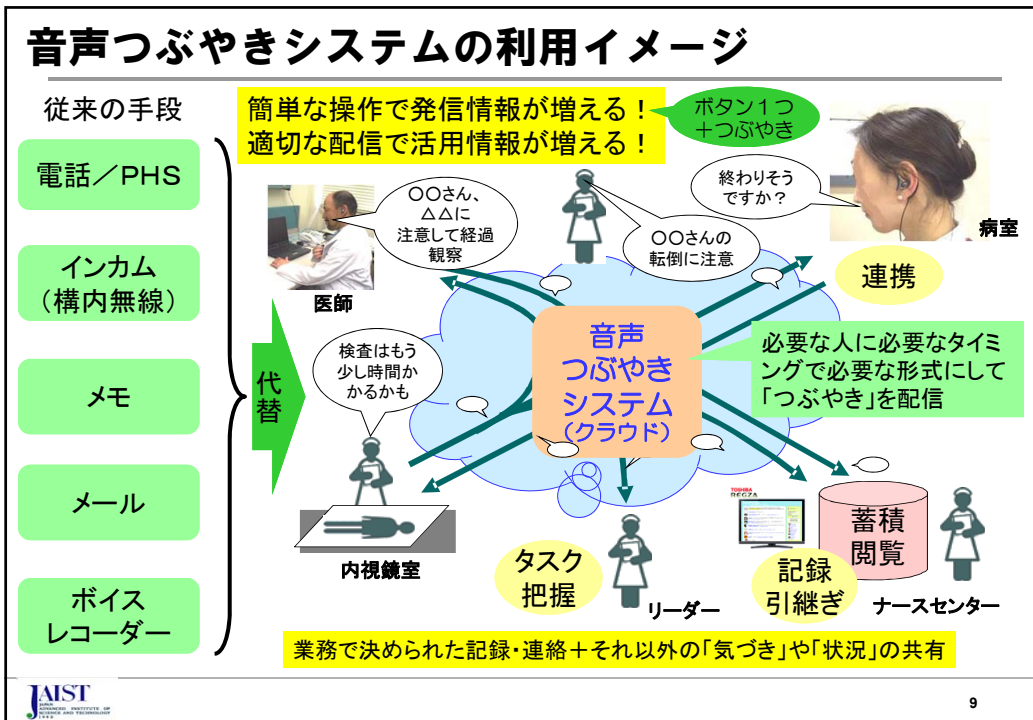 音声つぶやきシステムの利用イメージ
従来の手段
電話／PHS
インカム
（構内無線）
メモ
メール
ボイス
レコーダー
代
替
簡単な操作で発信情報が増える！
適切な配信で活用情報が増える！
ボタン１つ
＋つぶやき
〇〇さん、
△△に
注意して経過
観察
医師
〇〇さんの
転倒に注意
終わりそう
ですか？
病室
連携
検査はもう
少し時間か
かるかも
内視鏡室
音声
つぶやき
システム
（クラウド）
必要な人に必要なタイミ
ングで必要な形式にして
「つぶやき」を配信
タスク
把握
リーダー
TOSHIBA
REGZA
記録
引継ぎ
蓄積
閲覧
ナースセンター
業務で決められた記録・連絡＋それ以外の「気づき」や「状況」の共有
JAIST
JAPAN
ADVANCED INSTITUTE OF
SCIENCE AND TECHNOLOGY
1990
9